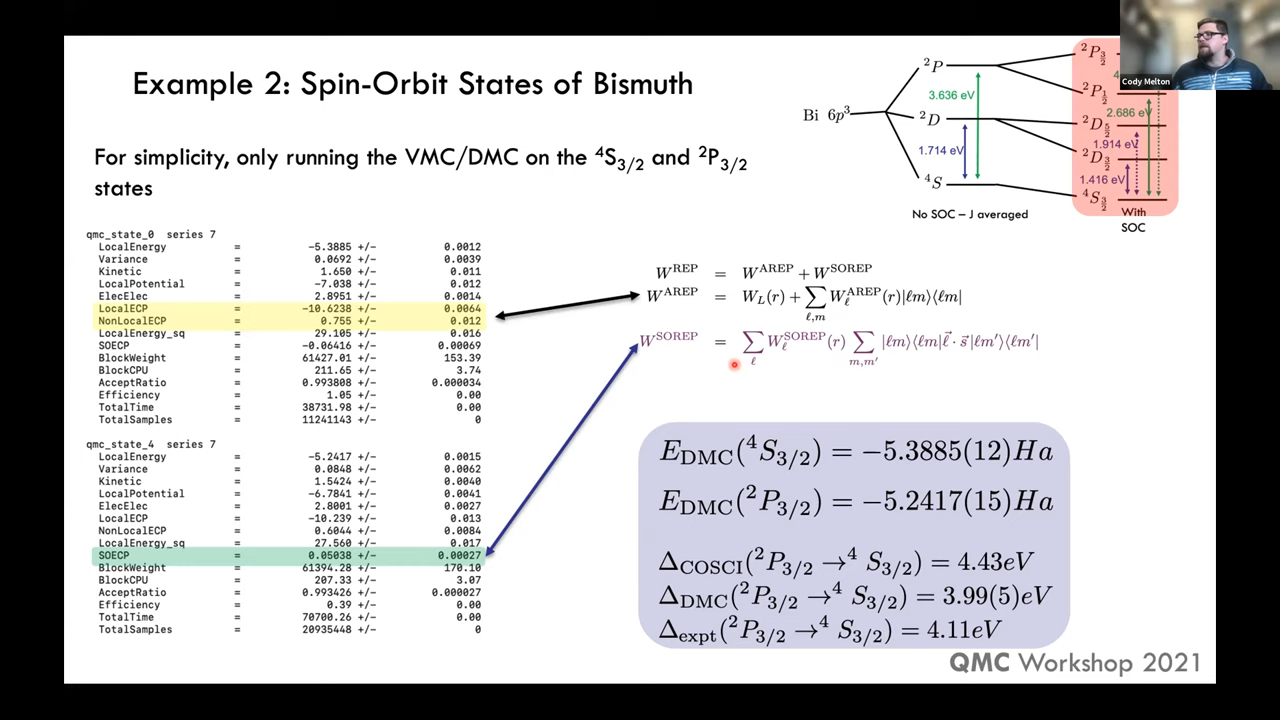 Example 2: Spin-Orbit States of Bismuth
For simplicity, only running the VMC/DMC on the ⁴S₃/₂ and ²P₃/₂
states
Cody Melton
Bi 6p³
²P
3.636 eV
²D
1.714 eV
⁴S
No SOC – J averaged
²P₃/₂
²P₁/₂
2.686 eV
²D₅/₂
1.914 eV
²D₃/₂
1.416 eV
⁴S₃/₂
With
SOC
qmc_state_0 series 7
LocalEnergy = -5.3885 +/- 0.0012
Variance = 0.0692 +/- 0.0039
Kinetic = 1.650 +/- 0.011
LocalPotential = -7.038 +/- 0.012
ElecElec = 2.8951 +/- 0.0014
LocalECP = -10.6238 +/- 0.0064
NonLocalECP = 0.755 +/- 0.012
LocalEnergy_sq = 29.105 +/- 0.016
SOECP = -0.06416 +/- 0.00069
BlockWeight = 61427.01 +/- 153.39
BlockCPU = 211.65 +/- 3.74
AcceptRatio = 0.993808 +/- 0.000034
Efficiency = 1.05 +/- 0.00
TotalTime = 38731.98 +/- 0.00
TotalSamples = 11241143 +/- 0
qmc_state_4 series 7
LocalEnergy = -5.2417 +/- 0.0015
Variance = 0.0848 +/- 0.0062
Kinetic = 1.5424 +/- 0.0040
LocalPotential = -6.7841 +/- 0.0041
ElecElec = 2.8001 +/- 0.0027
LocalECP = -10.239 +/- 0.013
NonLocalECP = 0.6044 +/- 0.0084
LocalEnergy_sq = 27.560 +/- 0.017
SOECP = 0.05038 +/- 0.00027
BlockWeight = 61394.28 +/- 170.10
BlockCPU = 207.33 +/- 3.07
AcceptRatio = 0.993426 +/- 0.000027
Efficiency = 0.39 +/- 0.00
TotalTime = 70700.26 +/- 0.00
TotalSamples = 20935448 +/- 0
W^REP = W^AREP + W^SOREP
W^AREP = W_L(r) + ∑_{ℓ,m} W_ℓ^AREP(r)|ℓm⟩⟨ℓm|
W^SOREP = ∑_ℓ W_ℓ^SOREP(r) ∑_{m,m′} |ℓm⟩⟨ℓm|ℓ⃗ · s⃗|ℓm′⟩⟨ℓm′|
E_DMC(⁴S₃/₂) = −5.3885(12)Ha
E_DMC(²P₃/₂) = −5.2417(15)Ha
Δ_COSCI(²P₃/₂ →⁴ S₃/₂) = 4.43eV
Δ_DMC(²P₃/₂ →⁴ S₃/₂) = 3.99(5)eV
Δ_expt(²P₃/₂ →⁴ S₃/₂) = 4.11eV
QMC Workshop 2021